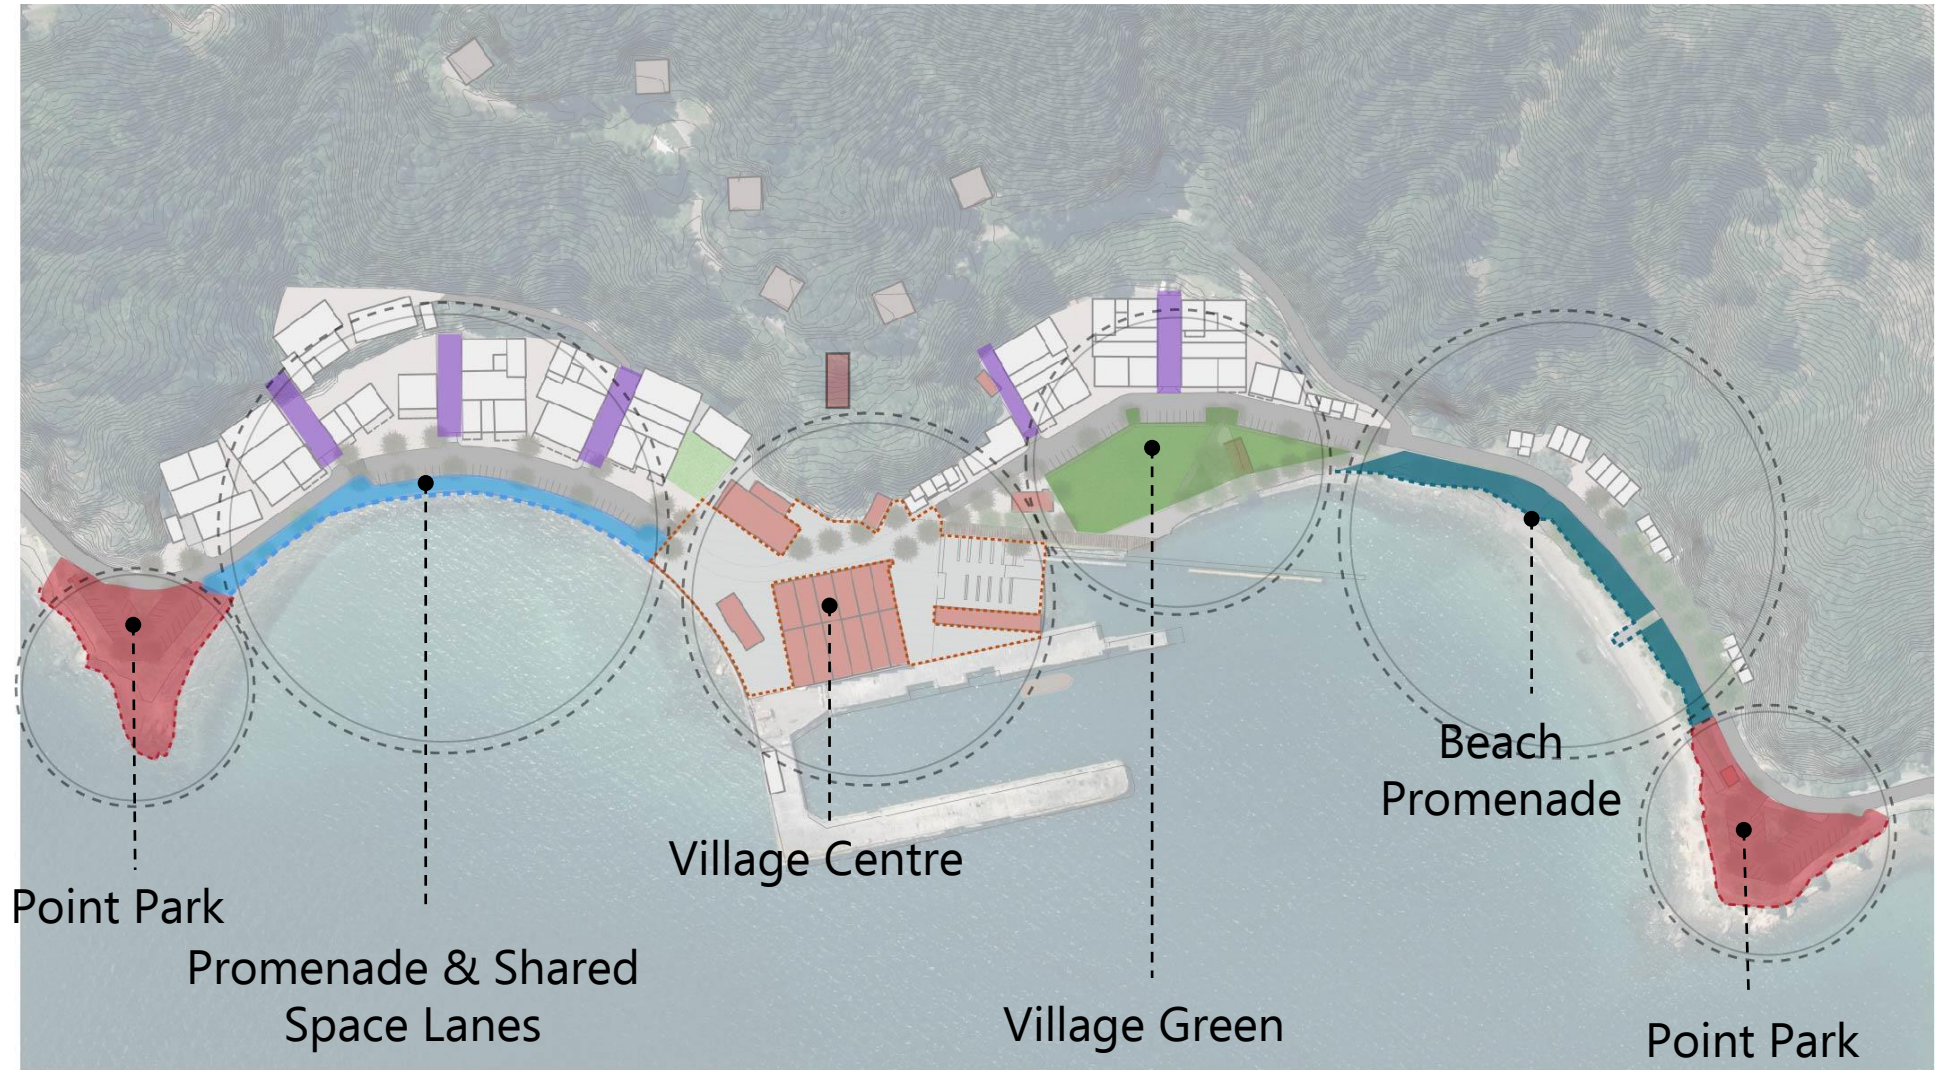 Beach
Promenade
Village Centre
Point Park
Promenade & Shared
Space Lanes
Village Green
Point Park